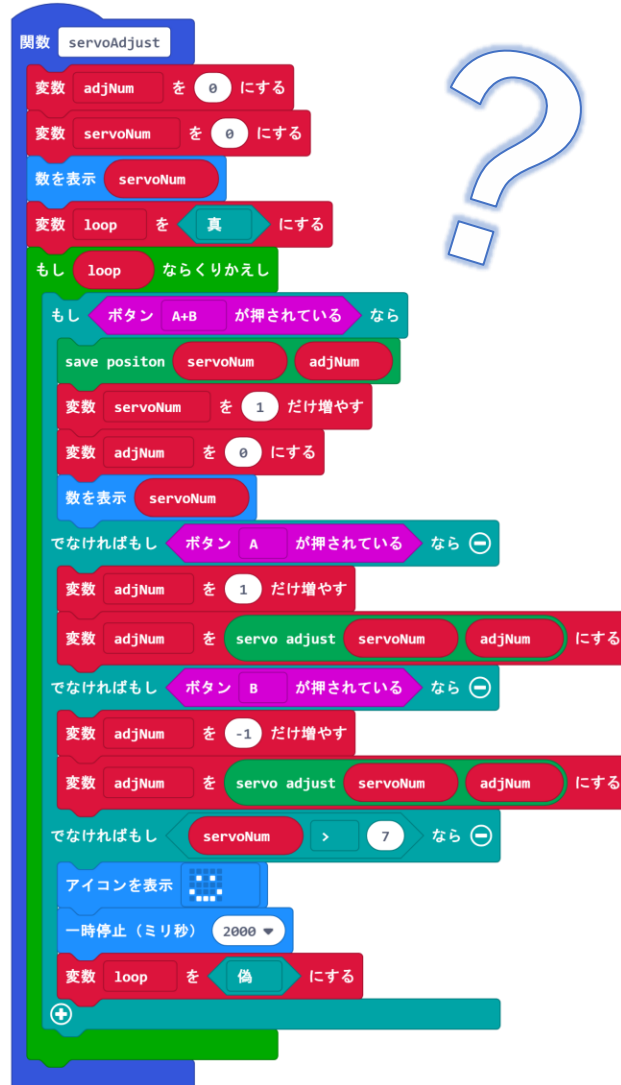 関数 servoAdjust
変数 adjNum を 0 にする
変数 servoNum を 0 にする
数を表示 servoNum
変数 loop を 真 にする
もし loop ならくりかえし
もし ボタン A+B が押されている なら
save positon servoNum adjNum
変数 servoNum を 1 だけ増やす
変数 adjNum を 0 にする
数を表示 servoNum
でなければもし ボタン A が押されている なら
変数 adjNum を 1 だけ増やす
変数 adjNum を servo adjust servoNum adjNum にする
でなければもし ボタン B が押されている なら
変数 adjNum を -1 だけ増やす
変数 adjNum を servo adjust servoNum adjNum にする
でなければもし servoNum > 7 なら
アイコンを表示
一時停止（ミリ秒） 2000
変数 loop を 偽 にする
?